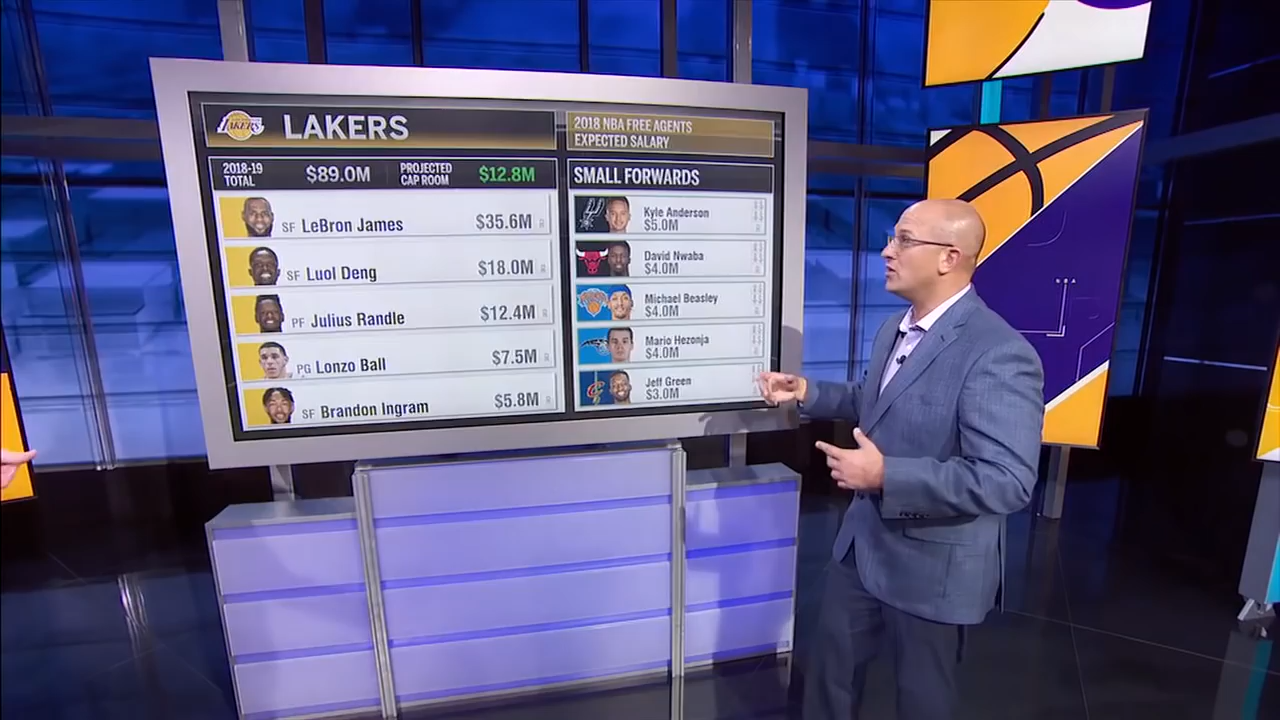 LAKERS
LAKERS
2018-19
TOTAL
$89.0M
PROJECTED
CAP ROOM
$12.8M
SF LeBron James $35.6M
SF Luol Deng $18.0M
PF Julius Randle $12.4M
PG Lonzo Ball $7.5M
SF Brandon Ingram $5.8M
2018 NBA FREE AGENTS
EXPECTED SALARY
SMALL FORWARDS
Kyle Anderson
$5.0M
David Nwaba
$4.0M
Michael Beasley
$4.0M
Mario Hezonja
$4.0M
Jeff Green
$3.0M
NBA